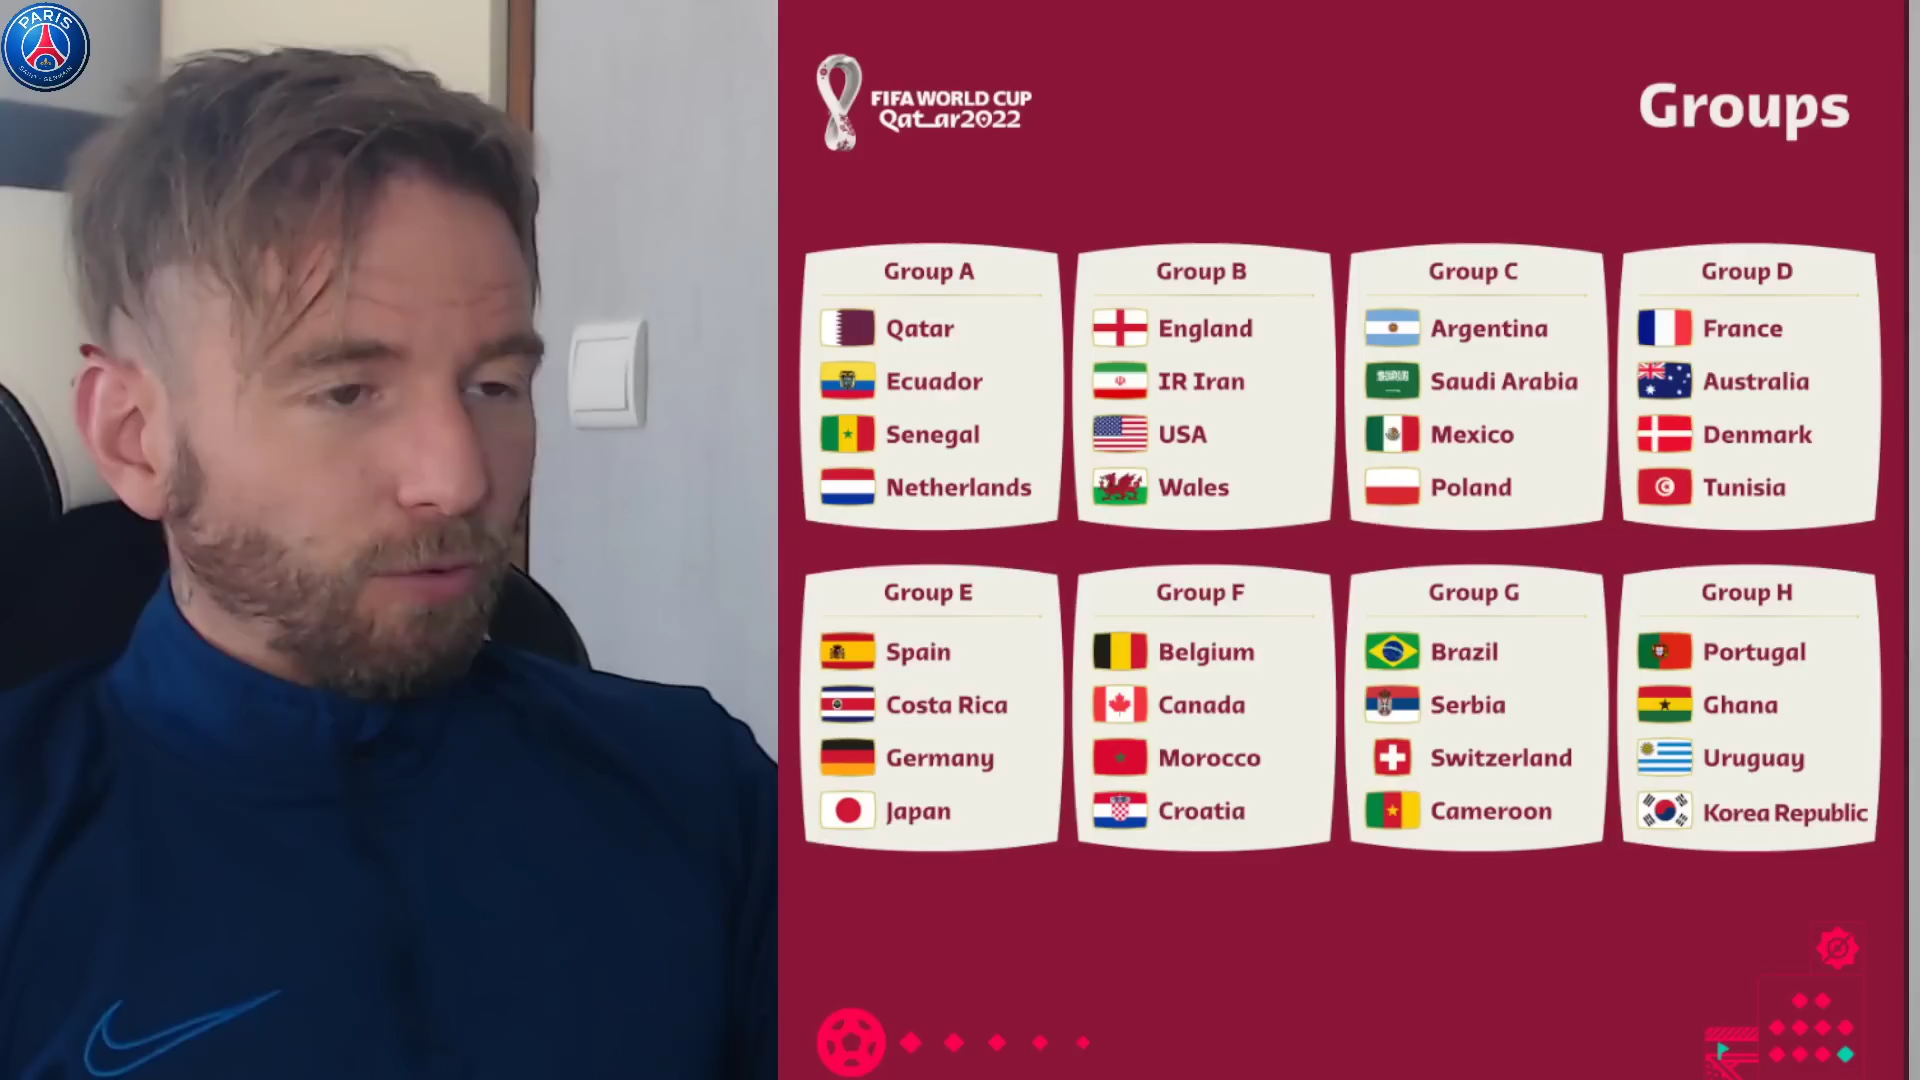 PARIS
SAINT-GERMAIN
FIFA WORLD CUP
Qatar2022
Groups
Group A
Qatar
Ecuador
Senegal
Netherlands
Group B
England
IR Iran
USA
Wales
Group C
Argentina
Saudi Arabia
Mexico
Poland
Group D
France
Australia
Denmark
Tunisia
Group E
Spain
Costa Rica
Germany
Japan
Group F
Belgium
Canada
Morocco
Croatia
Group G
Brazil
Serbia
Switzerland
Cameroon
Group H
Portugal
Ghana
Uruguay
Korea Republic